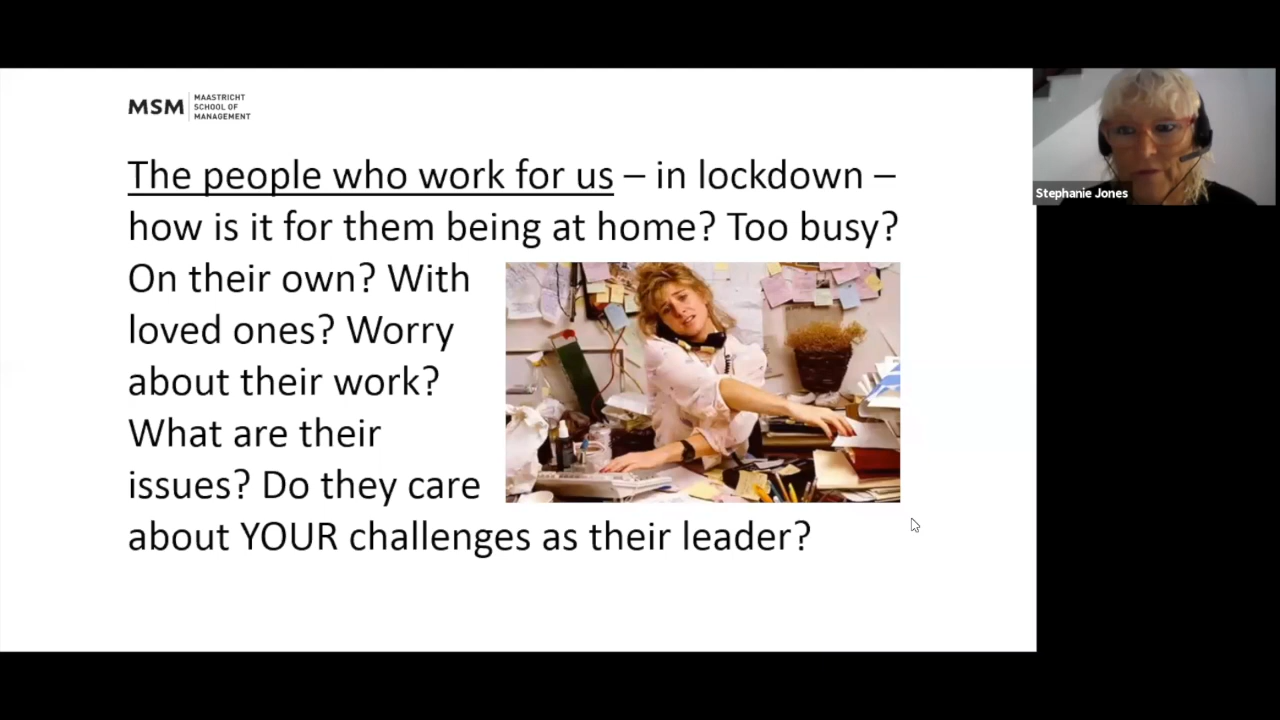 MSM
MAASTRICHT
SCHOOL OF
MANAGEMENT
The people who work for us – in lockdown –
how is it for them being at home? Too busy?
On their own? With
loved ones? Worry
about their work?
What are their
issues? Do they care
about YOUR challenges as their leader?
Stephanie Jones